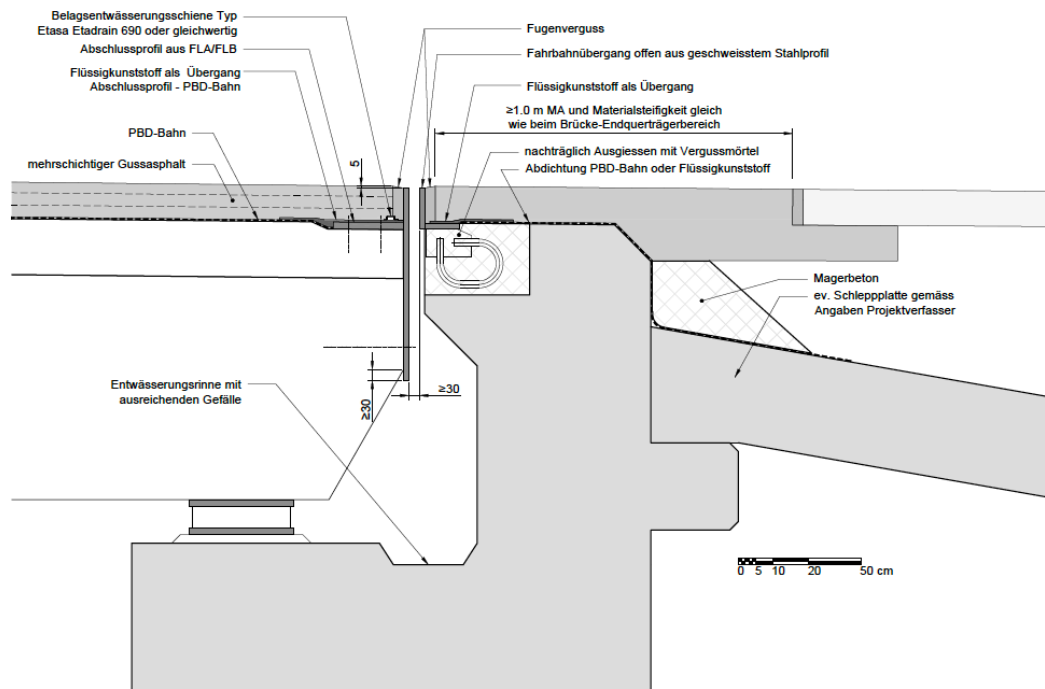 Belagsentwässerungsschiene Typ
Etasa Etadrain 690 oder gleichwertig
Abschlussprofil aus FLA/FLB
Flüssigkunststoff als Übergang
Abschlussprofil - PBD-Bahn
PBD-Bahn
mehrschichtiger Gussasphalt
Fugenverguss
Fahrbahnübergang offen aus geschweisstem Stahlprofil
Flüssigkunststoff als Übergang
≥1.0 m MA und Materialsteifigkeit gleich
wie beim Brücke-Endquerträgerbereich
nachträglich Ausgiessen mit Vergussmörtel
Abdichtung PBD-Bahn oder Flüssigkunststoff
5
Magerbeton
ev. Schleppplatte gemäss
Angaben Projektverfasser
Entwässerungsrinne mit
ausreichenden Gefälle
≥30
≥30
0 5 10 20 50 cm